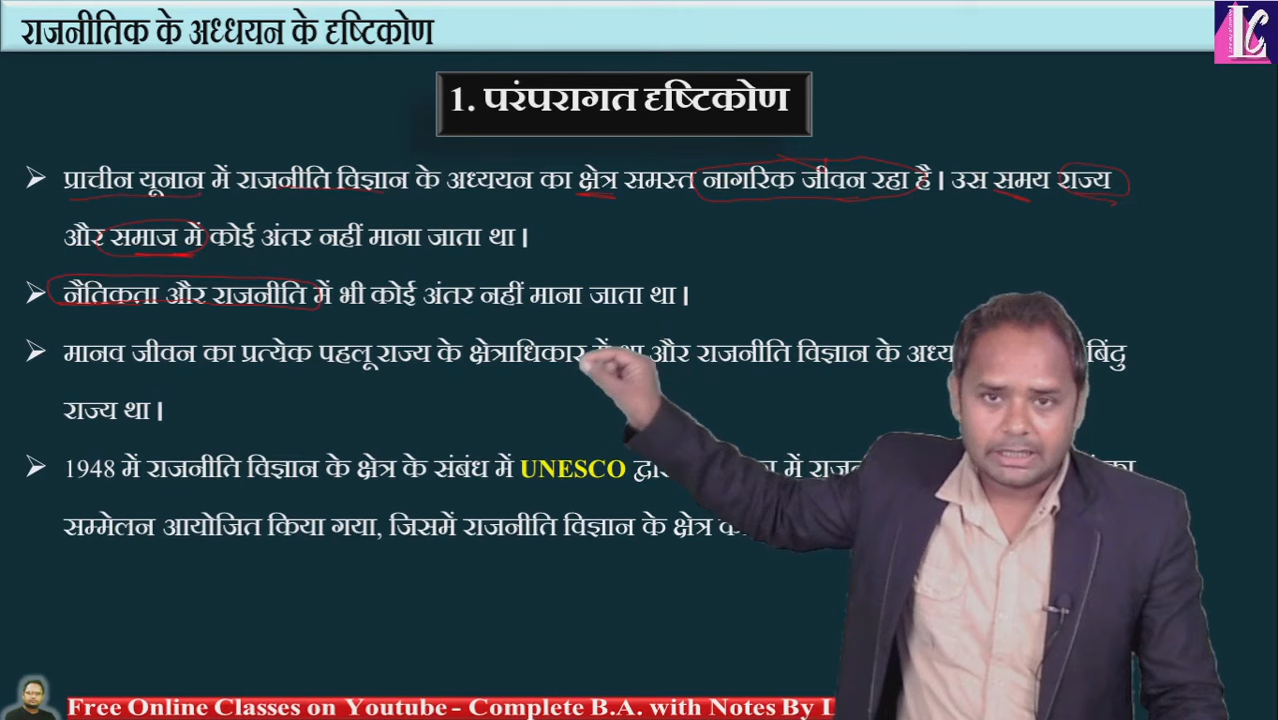 राजनीतिक के अध्ययन के दृष्टिकोण
LC
1. परंपरागत दृष्टिकोण
➢ प्राचीन यूनान में राजनीति विज्ञान के अध्ययन का क्षेत्र समस्त नागरिक जीवन रहा है। उस समय राज्य
और समाज में कोई अंतर नहीं माना जाता था।
➢ नैतिकता और राजनीति में भी कोई अंतर नहीं माना जाता था।
➢ मानव जीवन का प्रत्येक पहलू राज्य के क्षेत्राधिकार में था और राजनीति विज्ञान के बिंदु
राज्य था।
➢ 1948 में राजनीति विज्ञान के क्षेत्र के संबंध में UNESCO में
सम्मेलन आयोजित किया गया, जिसमें राजनीति विज्ञान के क्षेत्र
Free Online Classes on Youtube - Complete B.A. with Notes By